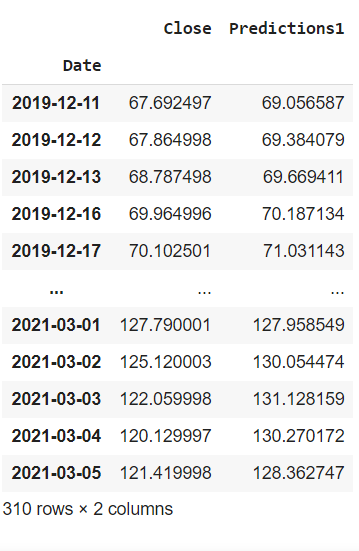 Close Predictions1
Date
2019-12-11 67.692497 69.056587
2019-12-12 67.864998 69.384079
2019-12-13 68.787498 69.669411
2019-12-16 69.964996 70.187134
2019-12-17 70.102501 71.031143
... ... ...
2021-03-01 127.790001 127.958549
2021-03-02 125.120003 130.054474
2021-03-03 122.059998 131.128159
2021-03-04 120.129997 130.270172
2021-03-05 121.419998 128.362747
310 rows × 2 columns